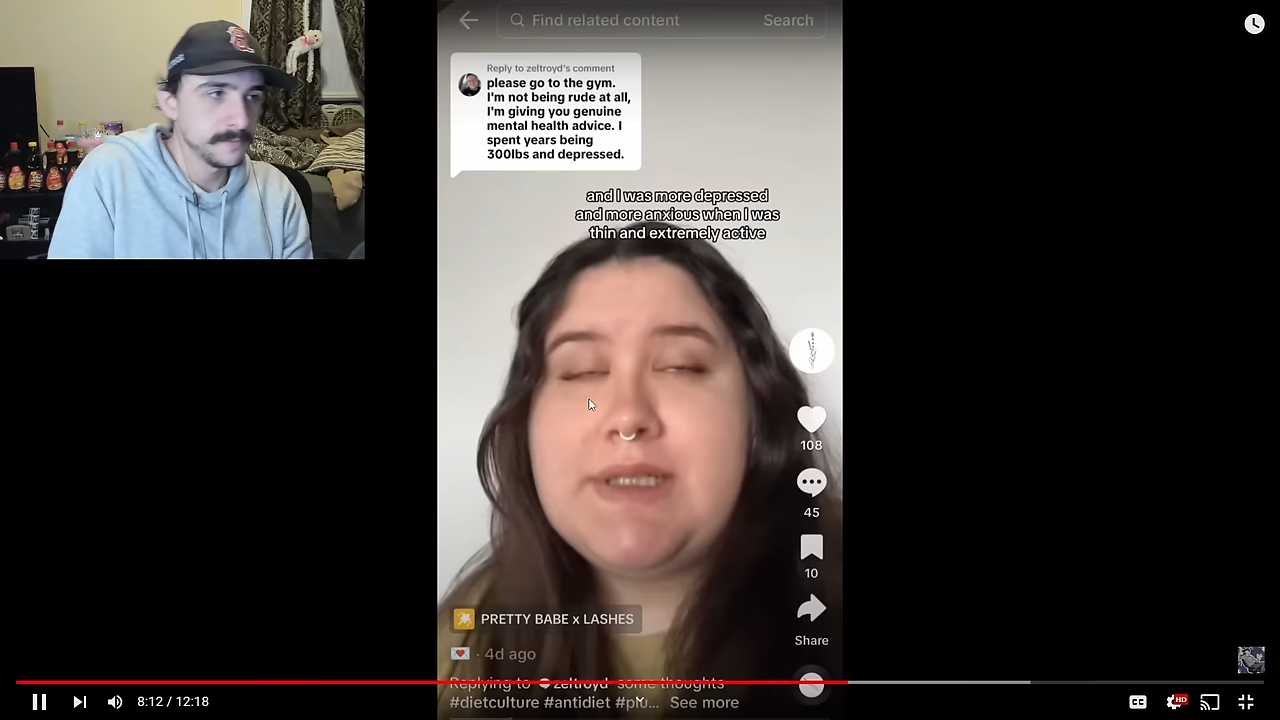 Find related content
Search
Reply to zeltroyd's comment
please go to the gym.
I'm not being rude at all,
I'm giving you genuine
mental health advice. I
spent years being
300lbs and depressed.
and I was more depressed
and more anxious when I was
thin and extremely active
108
45
10
Share
PRETTY BABE x LASHES
4d ago
Replying to zeltroyd some thoughts
#dietculture #antidiet #plu... See more
8:12 / 12:18
CC
HD